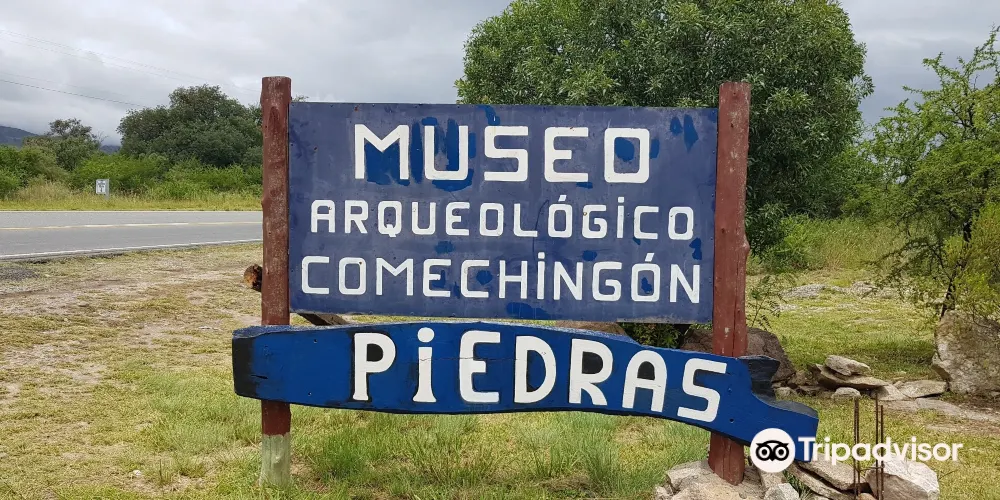 MUSEO
ARQUEOLÓGiCO
COMECHiNGÓN
PiEDRAS
Tripadvisor